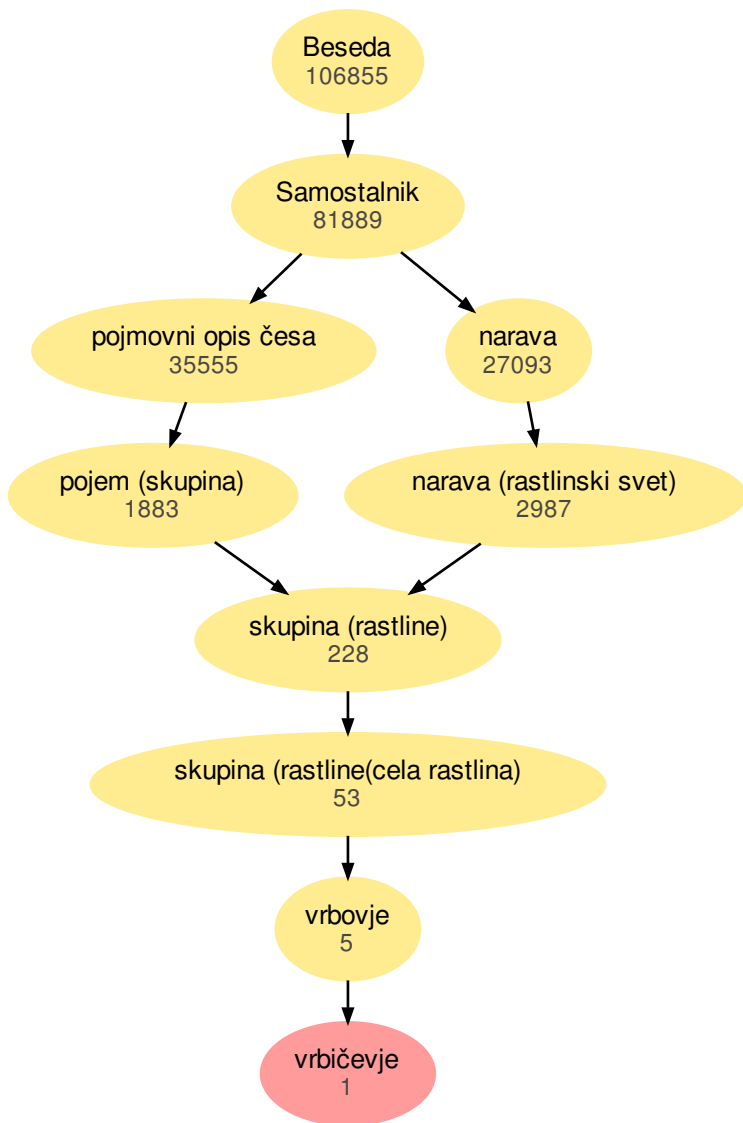 Beseda
106855
Samostalnik
81889
pojmovni opis česa
35555
narava
27093
pojem (skupina)
1883
narava (rastlinski svet)
2987
skupina (rastline)
228
skupina (rastline(cela rastlina)
53
vrbovje
5
vrbičevje
1